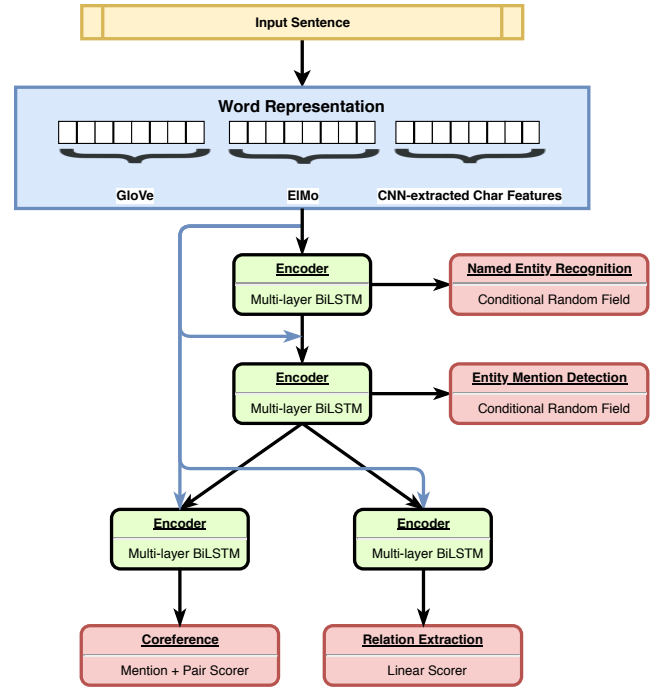 Input Sentence
Word Representation
GloVe
ElMo
CNN-extracted Char Features
Encoder
Multi-layer BiLSTM
Named Entity Recognition
Conditional Random Field
Encoder
Multi-layer BiLSTM
Entity Mention Detection
Conditional Random Field
Encoder
Multi-layer BiLSTM
Encoder
Multi-layer BiLSTM
Coreference
Mention + Pair Scorer
Relation Extraction
Linear Scorer